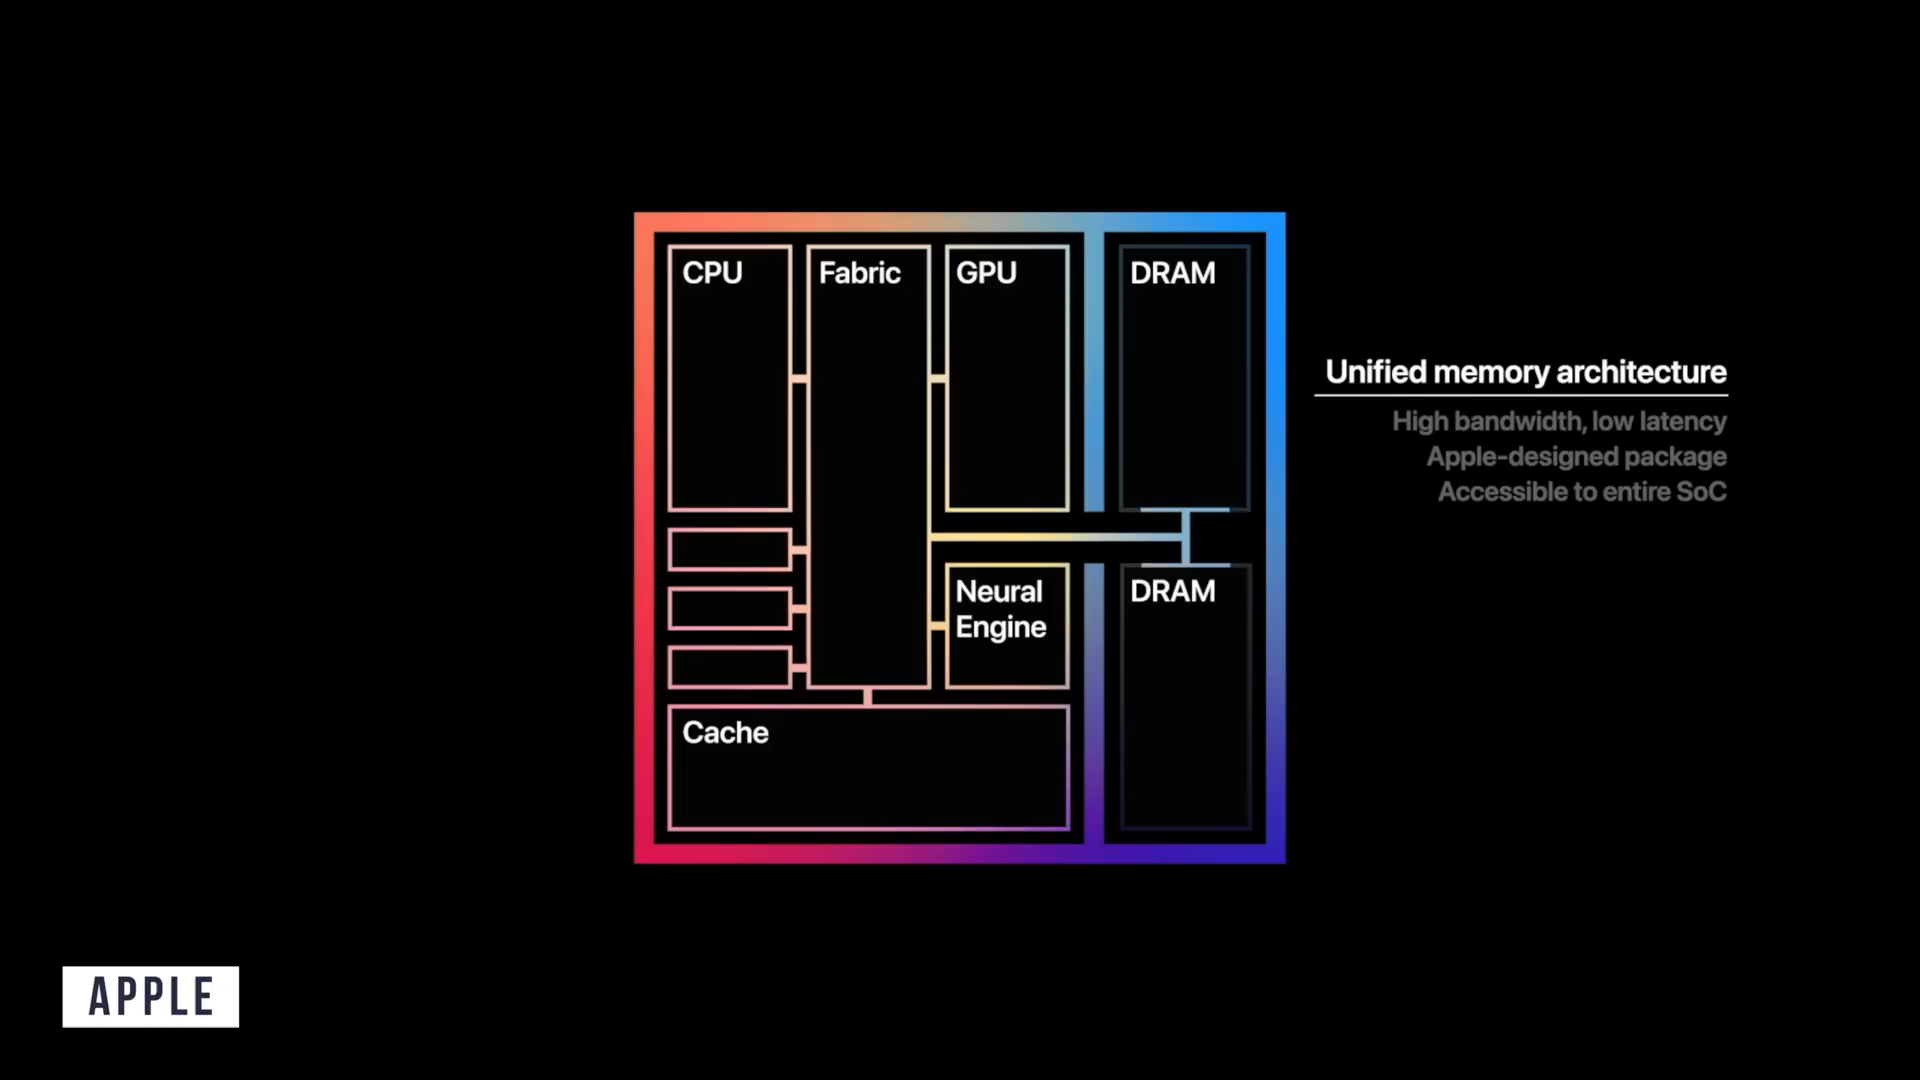 CPU
Fabric
GPU
DRAM
Unified memory architecture
High bandwidth, low latency
Apple-designed package
Accessible to entire SoC
Neural
Engine
DRAM
Cache
APPLE